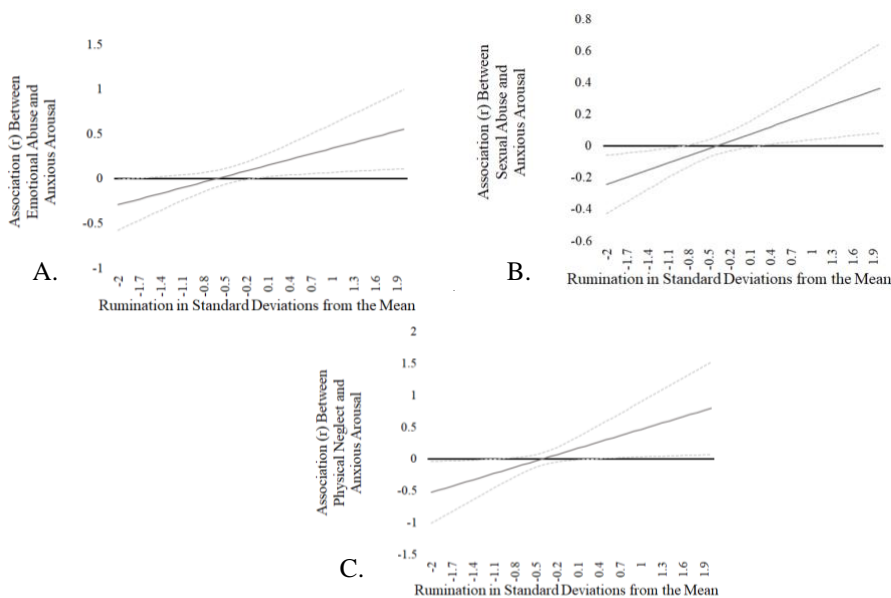 1.5
1
0.5
0
-0.5
-1
Association (r) Between
Emotional Abuse and
Anxious Arousal
-2 -1.7 -1.4 -1.1 -0.8 -0.5 -0.2 0.1 0.4 0.7 1 1.3 1.6 1.9
Rumination in Standard Deviations from the Mean
A.
0.8
0.6
0.4
0.2
0
-0.2
-0.4
-0.6
Association (r) Between
Sexual Abuse and
Anxious Arousal
-2 -1.7 -1.4 -1.1 -0.8 -0.5 -0.2 0.1 0.4 0.7 1 1.3 1.6 1.9
Rumination in Standard Deviations from the Mean
B.
2
1.5
1
0.5
0
-0.5
-1
-1.5
Association (r) Between
Physical Neglect and
Anxious Arousal
-2 -1.7 -1.4 -1.1 -0.8 -0.5 -0.2 0.1 0.4 0.7 1 1.3 1.6 1.9
Rumination in Standard Deviations from the Mean
C.